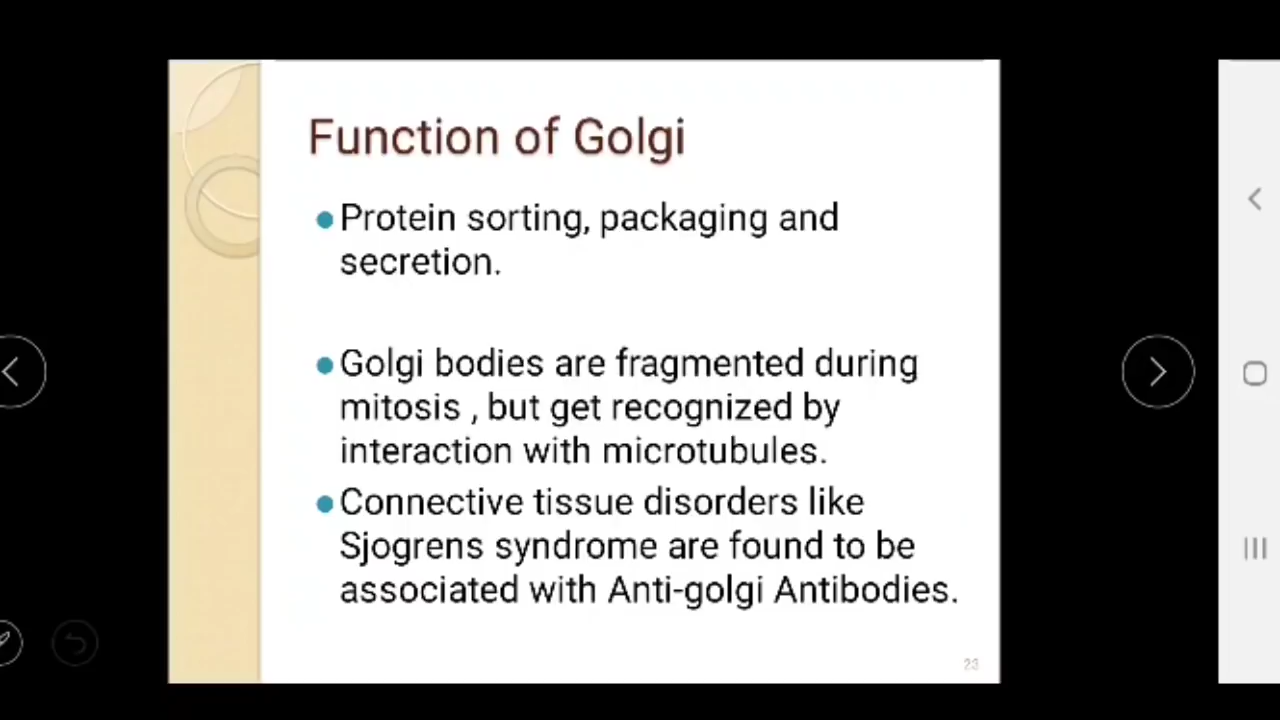 Function of Golgi
Protein sorting, packaging and
secretion.
Golgi bodies are fragmented during
mitosis , but get recognized by
interaction with microtubules.
Connective tissue disorders like
Sjogrens syndrome are found to be
associated with Anti-golgi Antibodies.
23